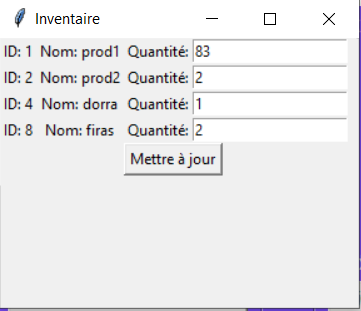 Inventaire
ID: 1 Nom: prod1 Quantité: 83
ID: 2 Nom: prod2 Quantité: 2
ID: 4 Nom: dorra Quantité: 1
ID: 8 Nom: firas Quantité: 2
Mettre à jour